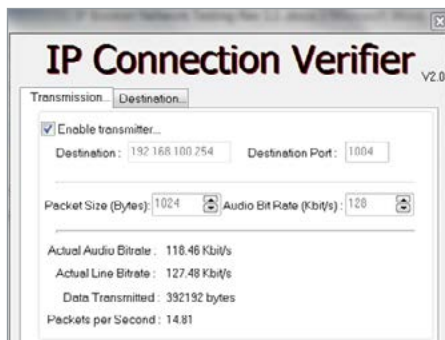 IP Connection Verifier V2.0
Transmission... Destination...
Enable transmitter...
Destination : 192.168.100.254 Destination Port : 1004
Packet Size (Bytes): 1024 Audio Bit Rate (Kbit/s) : 128
Actual Audio Bitrate : 118.46 Kbit/s
Actual Line Bitrate : 127.48 Kbit/s
Data Transmitted : 392192 bytes
Packets per Second : 14.81